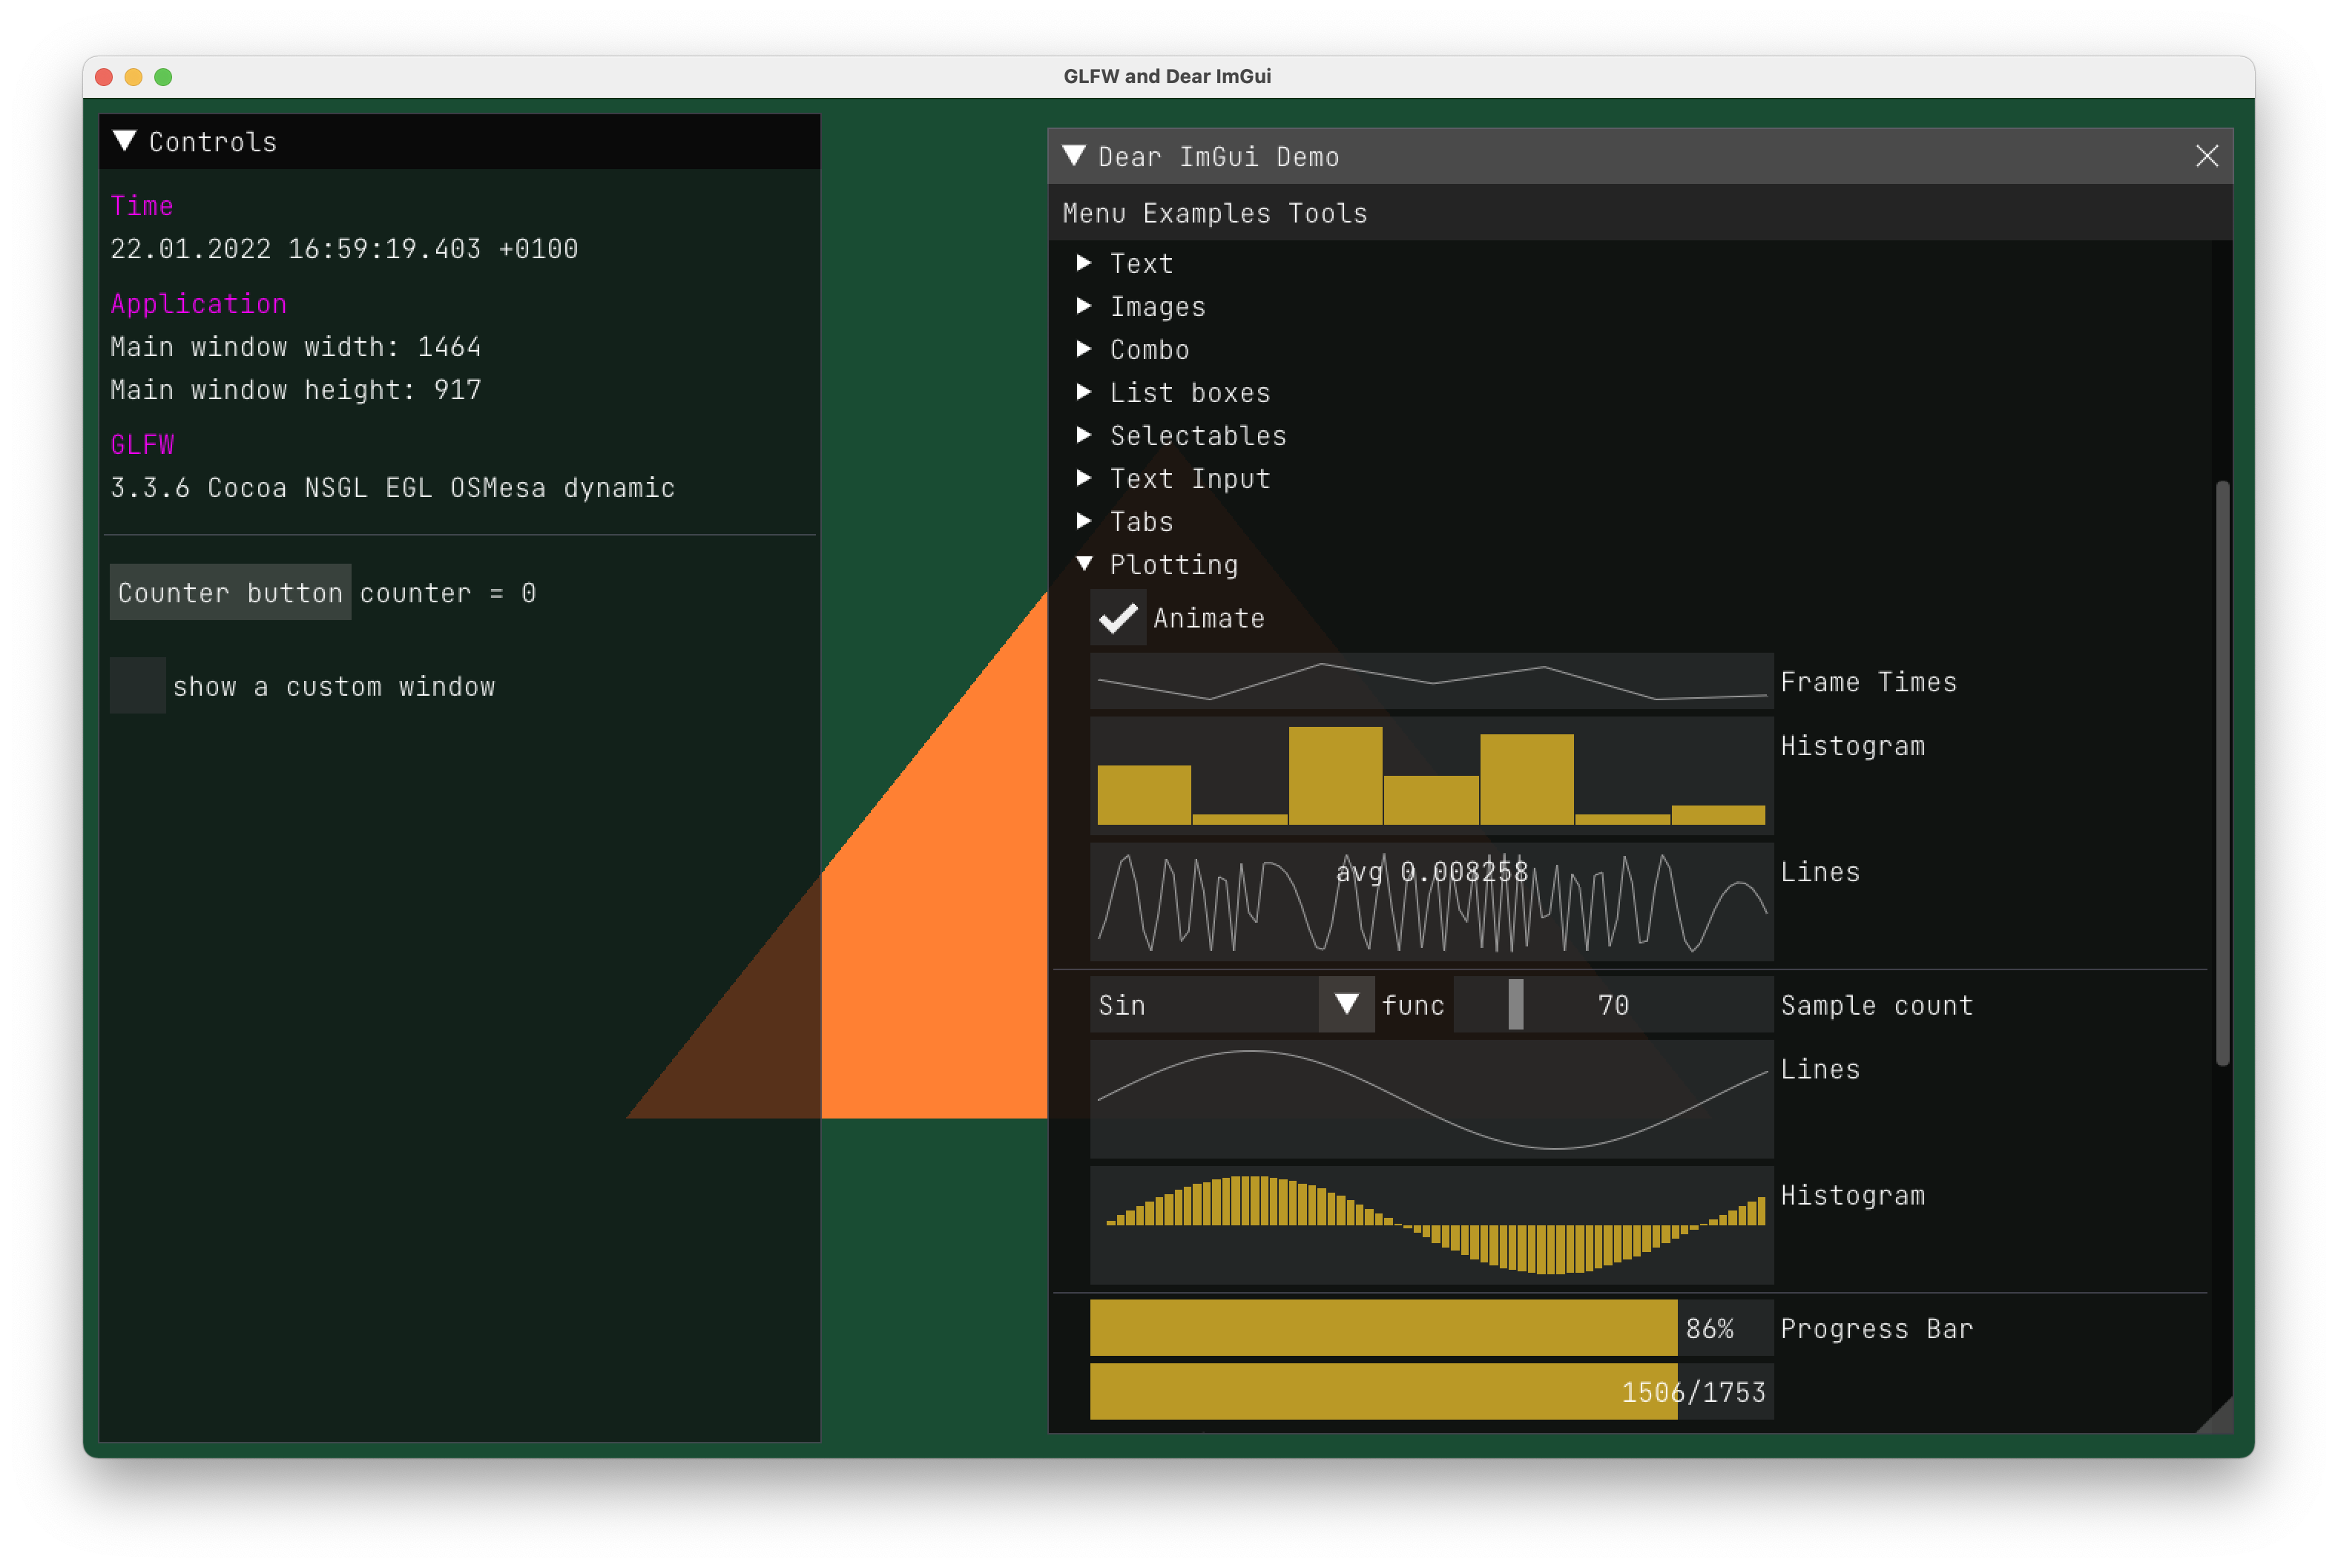 GLFW and Dear ImGui
Controls
Time
22.01.2022 16:59:19.403 +0100
Application
Main window width: 1464
Main window height: 917
GLFW
3.3.6 Cocoa NSGL EGL OSMesa dynamic
Counter button counter = 0
show a custom window
Dear ImGui Demo
Menu Examples Tools
Text
Images
Combo
List boxes
Selectables
Text Input
Tabs
Plotting
Animate
Frame Times
Histogram
avg 0.008258 Lines
Sin func 70 Sample count
Lines
Histogram
86% Progress Bar
1506/1753